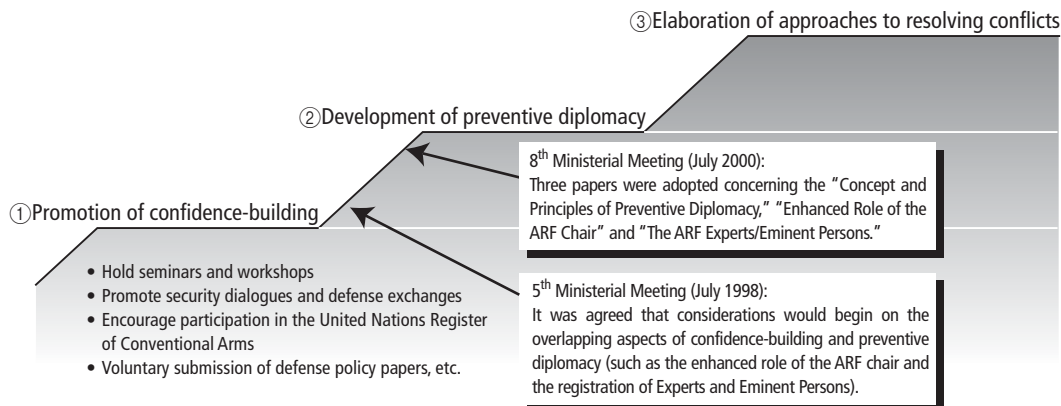 ③Elaboration of approaches to resolving conflicts
②Development of preventive diplomacy
8th Ministerial Meeting (July 2000):
Three papers were adopted concerning the "Concept and
Principles of Preventive Diplomacy," "Enhanced Role of the
ARF Chair" and "The ARF Experts/Eminent Persons."
①Promotion of confidence-building
• Hold seminars and workshops
• Promote security dialogues and defense exchanges
• Encourage participation in the United Nations Register
of Conventional Arms
• Voluntary submission of defense policy papers, etc.
5th Ministerial Meeting (July 1998):
It was agreed that considerations would begin on the
overlapping aspects of confidence-building and preventive
diplomacy (such as the enhanced role of the ARF chair and
the registration of Experts and Eminent Persons).